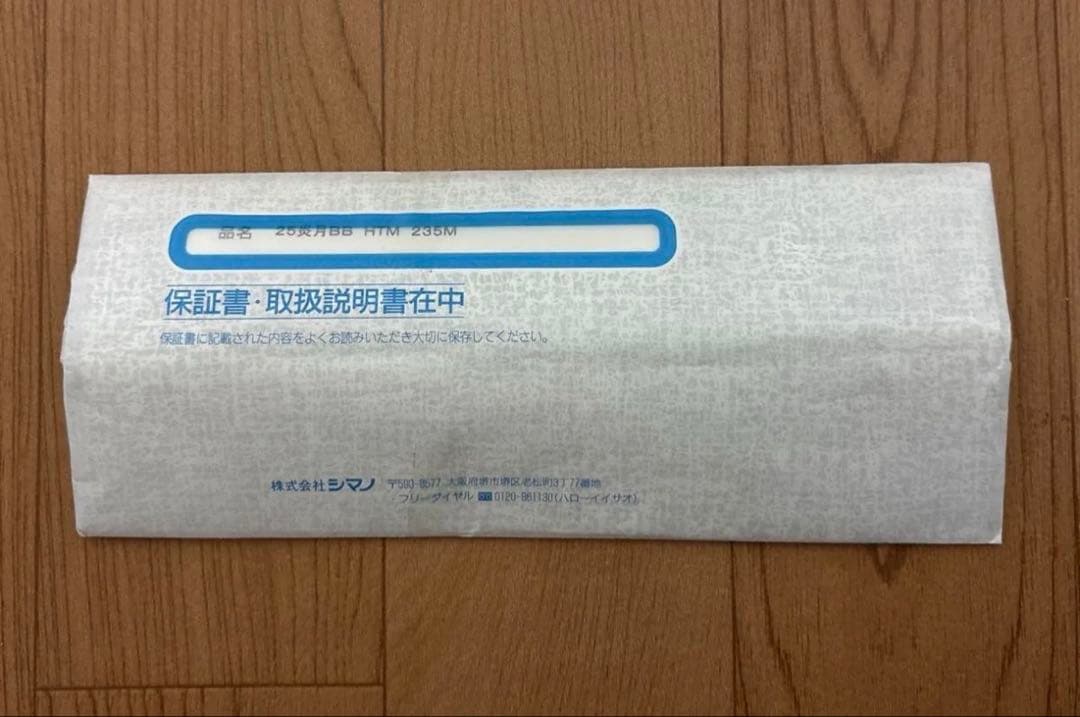 品名 25炎月BB HTM 235M
保証書・取扱説明書在中
保証書に記載された内容をよくお読みいただき大切に保存してください。
株式会社シマノ 〒590-8577 大阪府堺市堺区老松町3丁77番地
フリーダイヤル 0120-861130(ハローイイサオ)